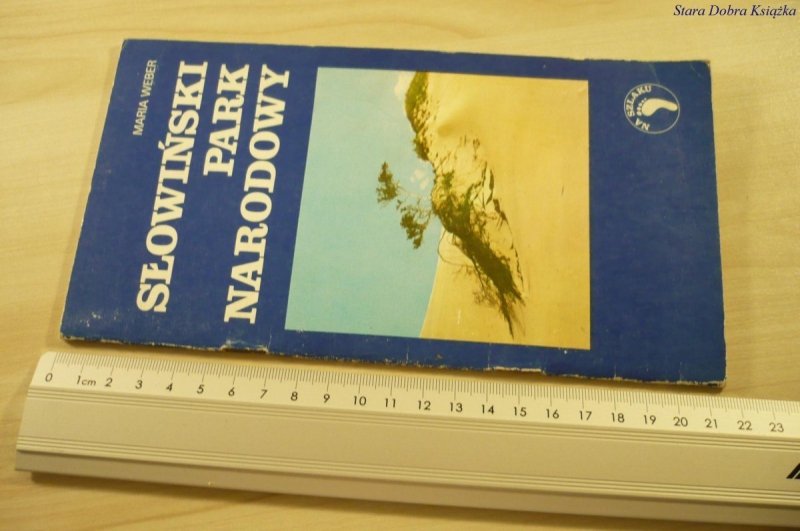 Stara Dobra Książka
MARIA WEBER
SŁOWIŃSKI
PARK
NARODOWY
NA SZLAKU
0 1cm 2 3 4 5 6 7 8 9 10 11 12 13 14 15 16 17 18 19 20 21 22 23